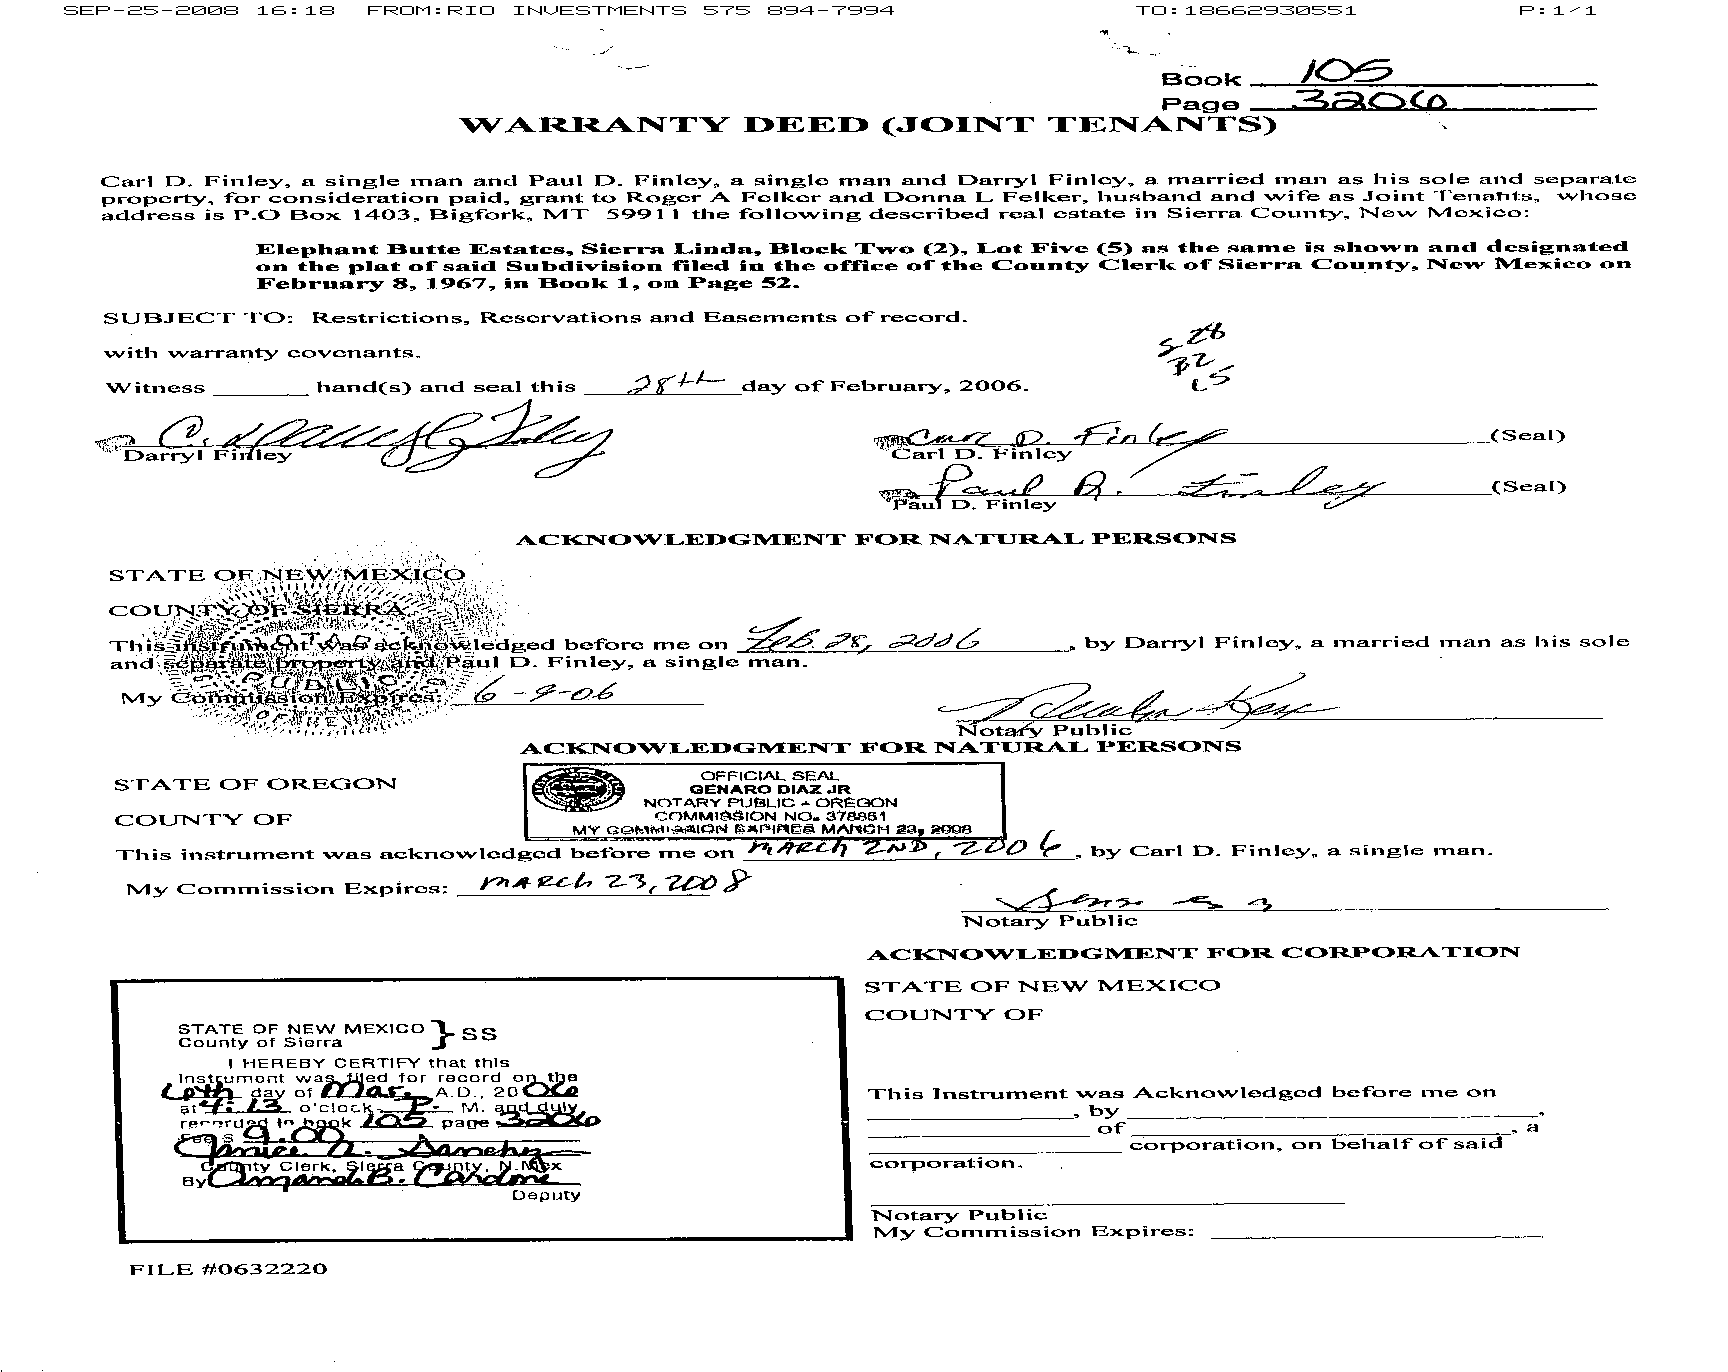 SEP-25-2008 16:18 FROM:RIO INVESTMENTS 575 894-7994 TO:18662930551 P:1/1
Book 105
Page 3206
WARRANTY DEED (JOINT TENANTS)
Carl D. Finley, a single man and Paul D. Finley, a single man and Darryl Finley, a married man as his sole and separate
property, for consideration paid, grant to Roger A Felker and Donna L Felker, husband and wife as Joint Tenants, whose
address is P.O Box 1403, Bigfork, MT 59911 the following described real estate in Sierra County, New Mexico:
Elephant Butte Estates, Sierra Linda, Block Two (2), Lot Five (5) as the same is shown and designated
on the plat of said Subdivision filed in the office of the County Clerk of Sierra County, New Mexico on
February 8, 1967, in Book 1, on Page 52.
SUBJECT TO: Restrictions, Reservations and Easements of record.
with warranty covenants.
S 28
B2
L5
Witness ______ hand(s) and seal this 28th day of February, 2006.
Darryl Finley
Carl D. Finley (Seal)
Carl D. Finley
Paul D. Finley (Seal)
Paul D. Finley
ACKNOWLEDGMENT FOR NATURAL PERSONS
STATE OF NEW MEXICO
COUNTY OF SIERRA
This instrument was acknowledged before me on Feb. 28, 2006, by Darryl Finley, a married man as his sole
and separate property and Paul D. Finley, a single man.
My Commission Expires: 6-9-06
Notary Public
ACKNOWLEDGMENT FOR NATURAL PERSONS
STATE OF OREGON
COUNTY OF
OFFICIAL SEAL
GENARO DIAZ JR
NOTARY PUBLIC - OREGON
COMMISSION NO. 378851
MY COMMISSION EXPIRES MARCH 23, 2008
This instrument was acknowledged before me on MARCH 2ND, 2006, by Carl D. Finley, a single man.
My Commission Expires: MARCH 23, 2008
Notary Public
ACKNOWLEDGMENT FOR CORPORATION
STATE OF NEW MEXICO
COUNTY OF
This Instrument was Acknowledged before me on
____________, by ____________,
____________ of ____________, a
____________ corporation, on behalf of said
corporation.
Notary Public
My Commission Expires: ____________
STATE OF NEW MEXICO } SS
County of Sierra
I HEREBY CERTIFY that this
Instrument was filed for record on the
day of Mar. A.D., 2006
at 4:13 o'clock P. M. and duly
recorded in book 105 page 3206
Fee $ 9.00
Janice A. Sanchez
County Clerk, Sierra County, N.Mex
By Amanda B. Cardona
Deputy
FILE #0632220